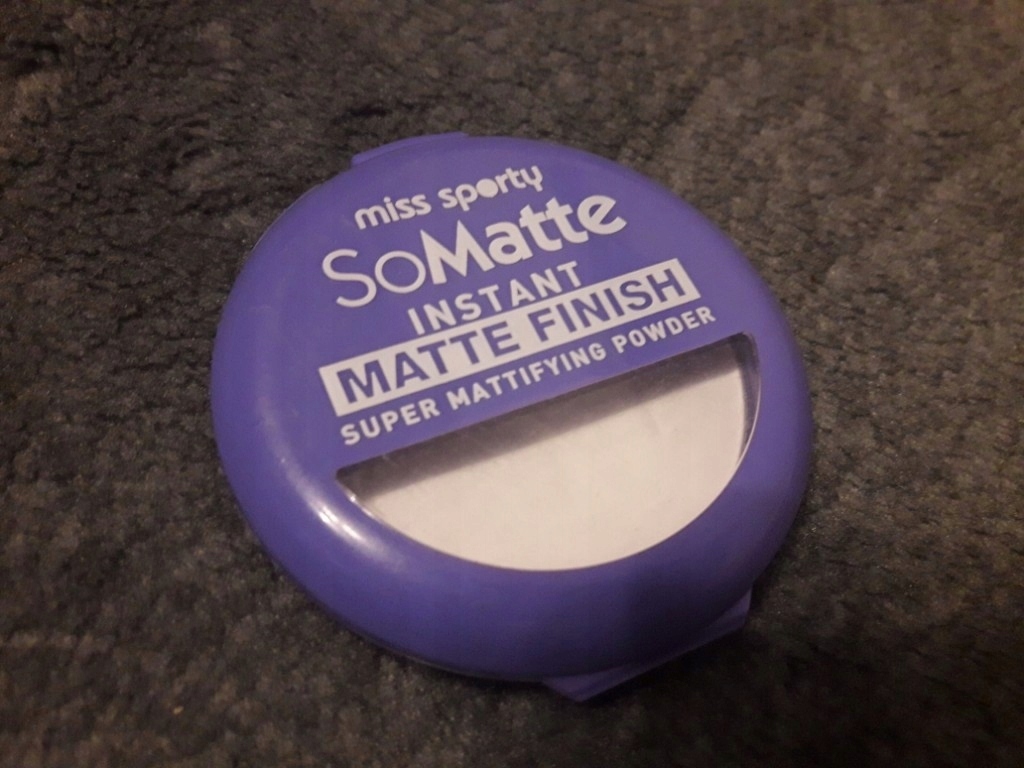 miss sporty
SoMatte
INSTANT
MATTE FINISH
SUPER MATTIFYING POWDER